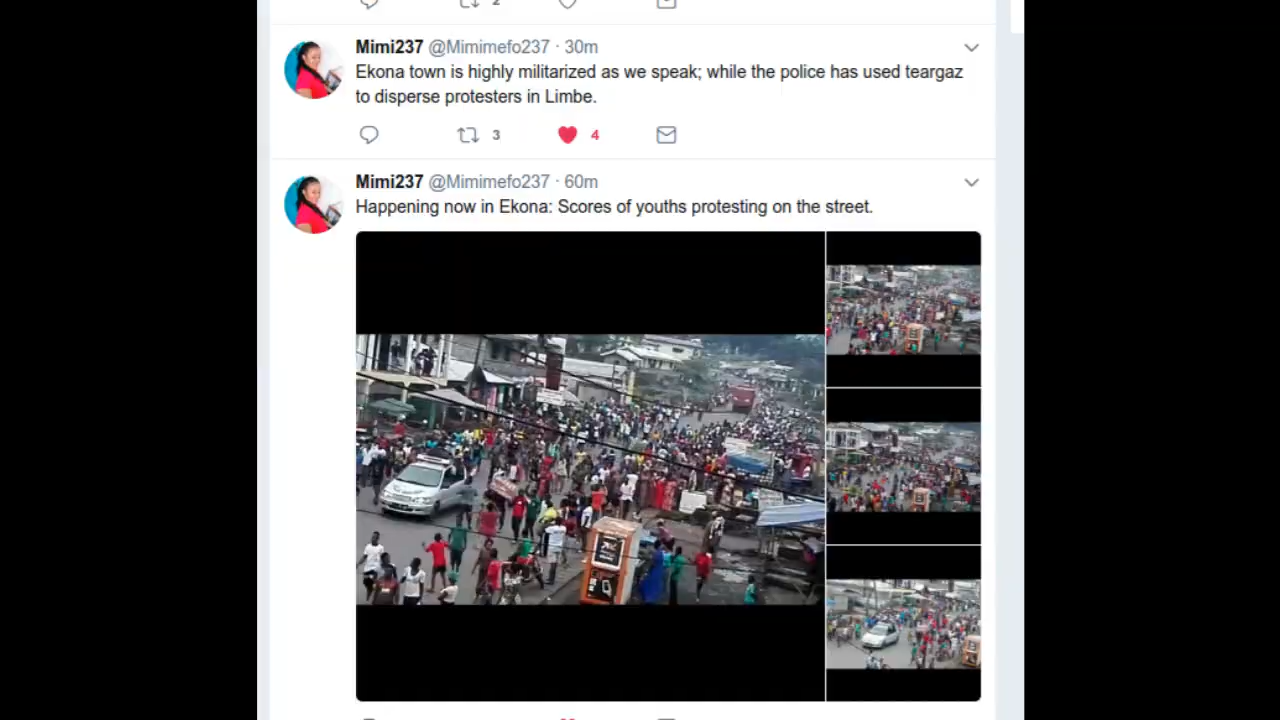 2
Mimi237 @Mimimefo237 · 30m
Ekona town is highly militarized as we speak; while the police has used teargaz
to disperse protesters in Limbe.
3 4
Mimi237 @Mimimefo237 · 60m
Happening now in Ekona: Scores of youths protesting on the street.